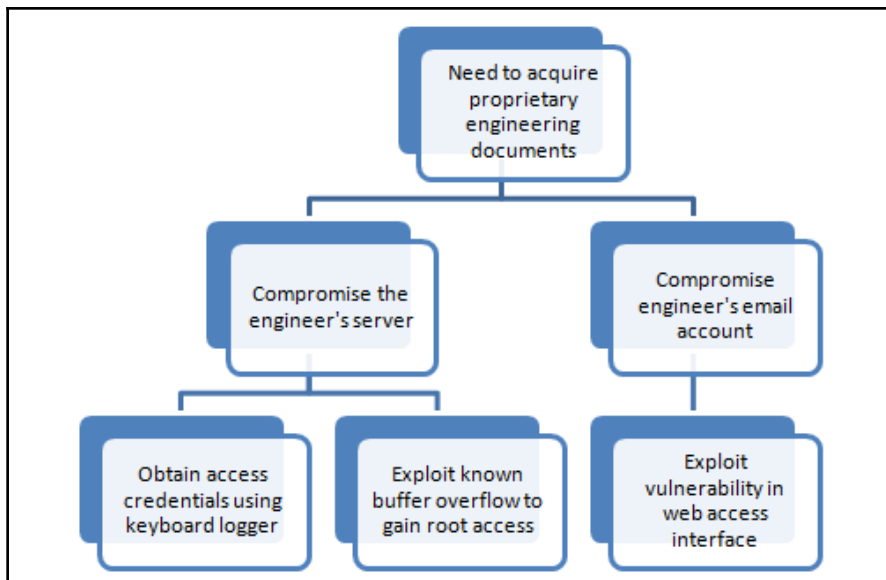 Need to acquire
proprietary
engineering
documents
Compromise the
engineer's server
Compromise
engineer's email
account
Obtain access
credentials using
keyboard logger
Exploit known
buffer overflow to
gain root access
Exploit
vulnerability in
web access
interface